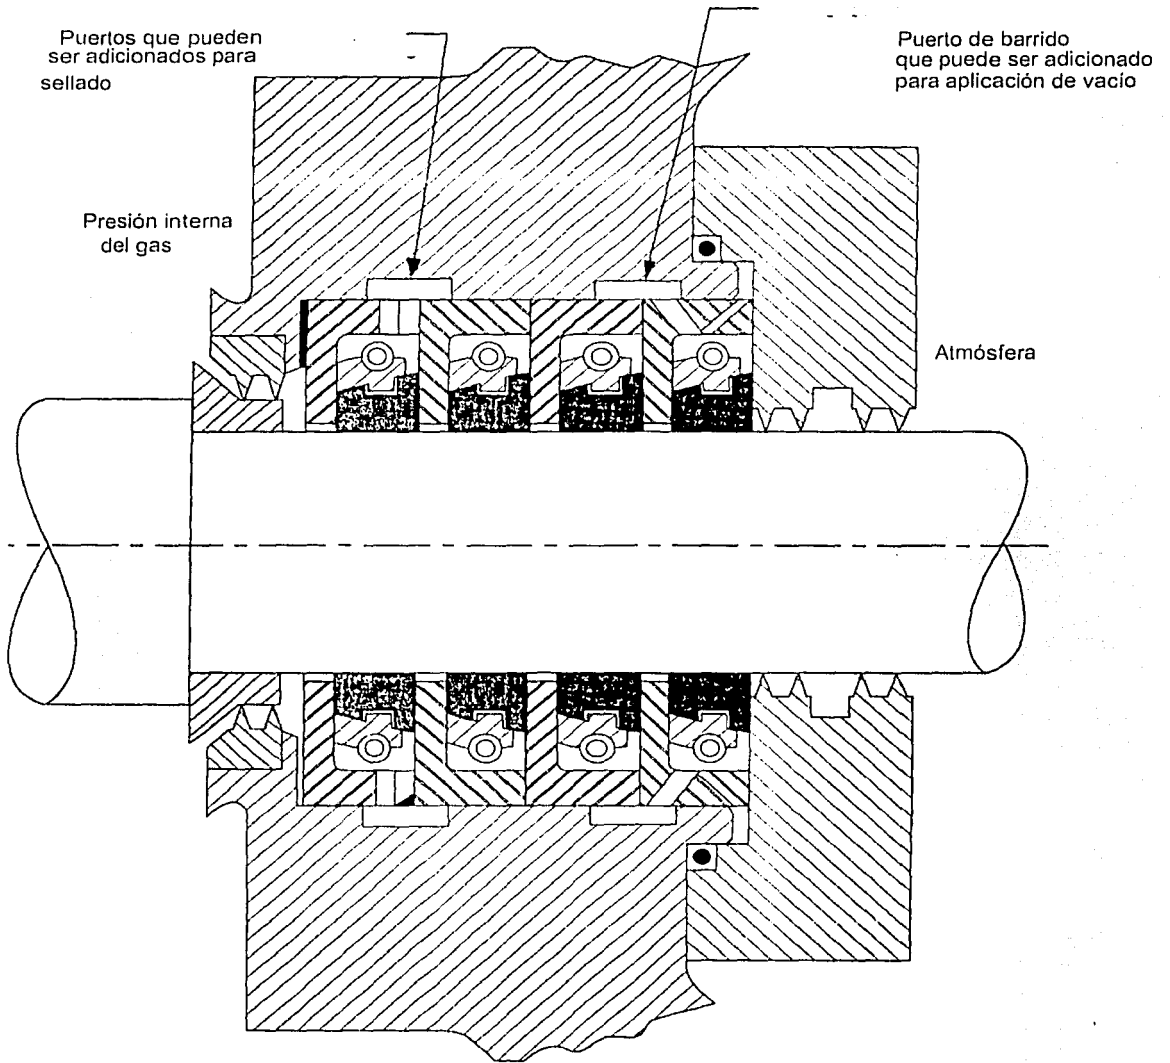 Puertos que pueden
ser adicionados para
sellado
Puerto de barrido
que puede ser adicionado
para aplicación de vacío
Presión interna
del gas
Atmósfera